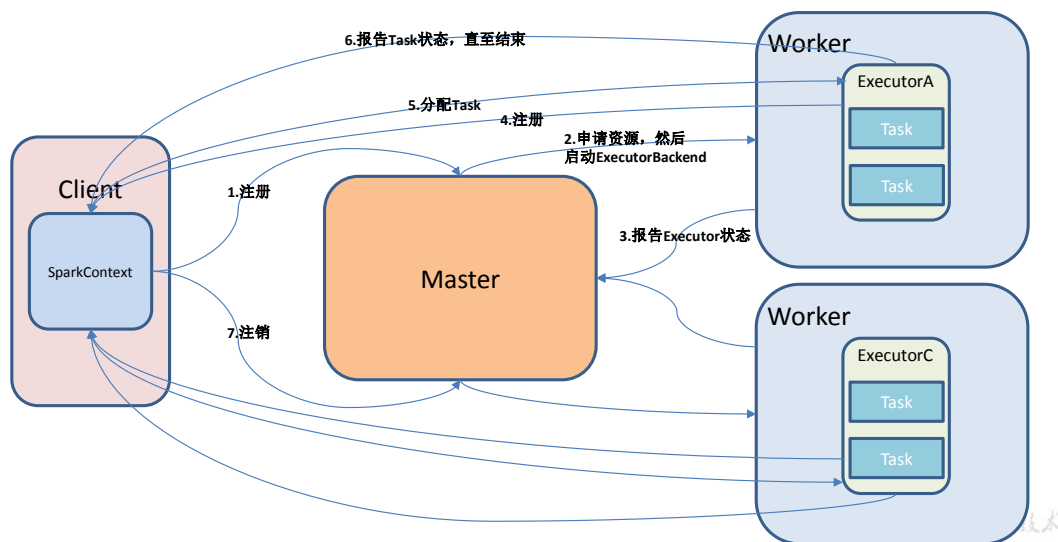 6.报告Task状态，直至结束
Worker
ExecutorA
5.分配Task
4.注册
Task
2.申请资源，然后
启动ExecutorBackend
Task
Client
1.注册
3.报告Executor状态
SparkContext
Master
Worker
7.注销
ExecutorC
Task
Task